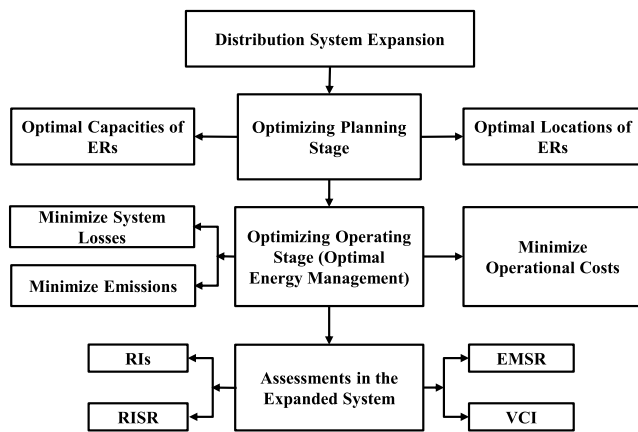 Distribution System Expansion
Optimal Capacities of
ERs
Optimizing Planning
Stage
Optimal Locations of
ERs
Minimize System
Losses
Minimize Emissions
Optimizing Operating
Stage (Optimal
Energy Management)
Minimize
Operational Costs
RIs
RISR
Assessments in the
Expanded System
EMSR
VCI